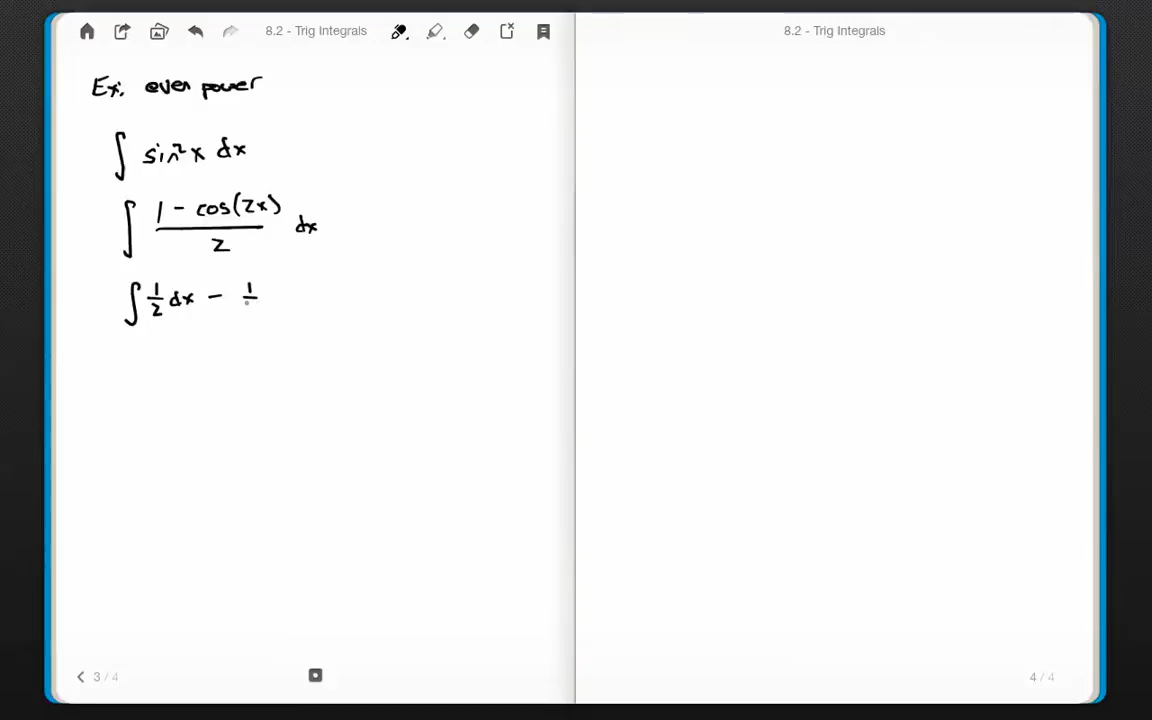 8.2 - Trig Integrals
8.2 - Trig Integrals
Ex: even power
∫ sin²x dx
∫ (1 - cos(2x))/2 dx
∫ 1/2 dx - 1/
3 / 4
4 / 4